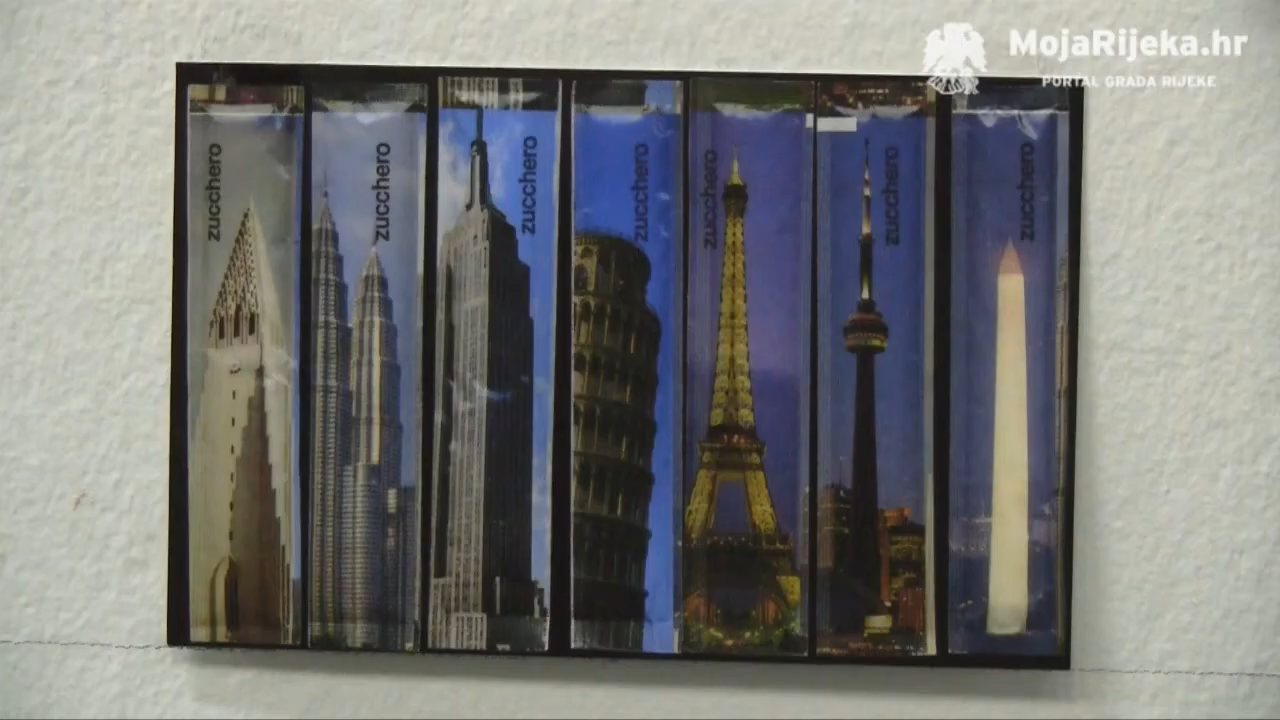 MojaRijeka.hr
PORTAL GRADA RIJEKE
zucchero
zucchero
zucchero
zucchero
zucchero
zucchero
zucchero